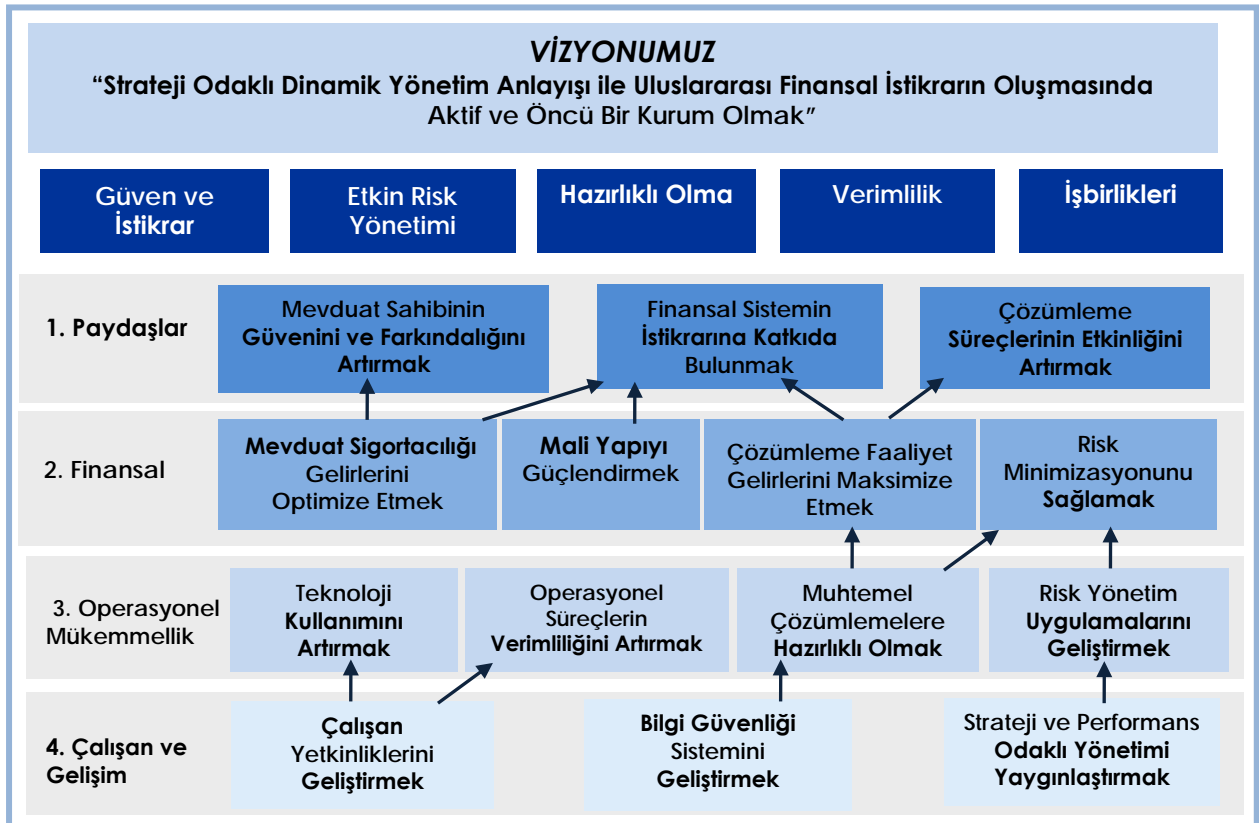 VİZYONUMUZ
“Strateji Odaklı Dinamik Yönetim Anlayışı ile Uluslararası Finansal İstikrarın Oluşmasında
Aktif ve Öncü Bir Kurum Olmak”
Güven ve
İstikrar
Etkin Risk
Yönetimi
Hazırlıklı Olma
Verimlilik
İşbirlikleri
1. Paydaşlar
Mevduat Sahibinin
Güvenini ve Farkındalığını
Artırmak
Finansal Sistemin
İstikrarına Katkıda
Bulunmak
Çözümleme
Süreçlerinin Etkinliğini
Artırmak
2. Finansal
Mevduat Sigortacılığı
Gelirlerini
Optimize Etmek
Mali Yapıyı
Güçlendirmek
Çözümleme Faaliyet
Gelirlerini Maksimize
Etmek
Risk
Minimizasyonunu
Sağlamak
3. Operasyonel
Mükemmellik
Teknoloji
Kullanımını
Artırmak
Operasyonel
Süreçlerin
Verimliliğini Artırmak
Muhtemel
Çözümlemelere
Hazırlıklı Olmak
Risk Yönetim
Uygulamalarını
Geliştirmek
4. Çalışan ve
Gelişim
Çalışan
Yetkinliklerini
Geliştirmek
Bilgi Güvenliği
Sistemini
Geliştirmek
Strateji ve Performans
Odaklı Yönetimi
Yaygınlaştırmak